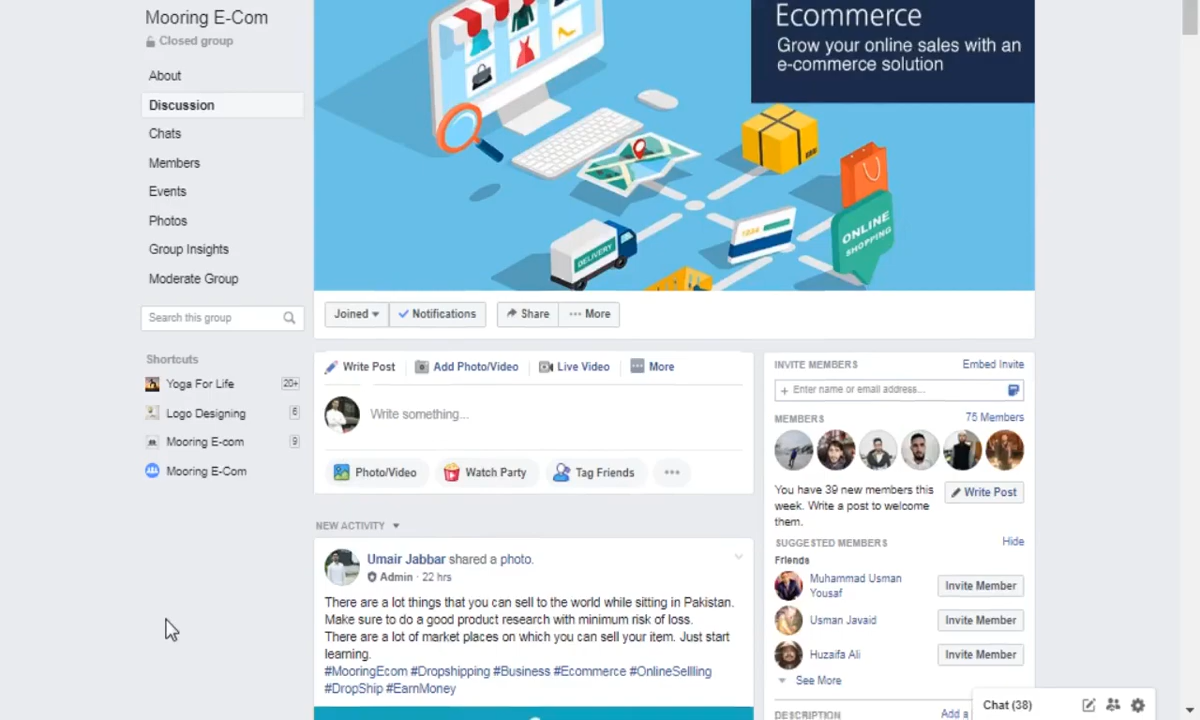 Mooring E-Com
Closed group
About
Discussion
Chats
Members
Events
Photos
Group Insights
Moderate Group
Search this group
Shortcuts
Yoga For Life 20+
Logo Designing 6
Mooring E-com 9
Mooring E-Com
Ecommerce
Grow your online sales with an
e-commerce solution
DELIVERY
ONLINE
SHOPPING
Joined Notifications Share More
Write Post Add Photo/Video Live Video More
Write something...
Photo/Video Watch Party Tag Friends
NEW ACTIVITY
Umair Jabbar shared a photo.
Admin · 22 hrs
There are a lot things that you can sell to the world while sitting in Pakistan.
Make sure to do a good product research with minimum risk of loss.
There are a lot of market places on which you can sell your item. Just start
learning.
#MooringEcom #Dropshipping #Business #Ecommerce #OnlineSellling
#DropShip #EarnMoney
INVITE MEMBERS Embed Invite
+ Enter name or email address...
MEMBERS 75 Members
You have 39 new members this
week. Write a post to welcome
them.
Write Post
SUGGESTED MEMBERS Hide
Friends
Muhammad Usman
Yousaf
Invite Member
Usman Javaid Invite Member
Huzaifa Ali Invite Member
See More
DESCRIPTION Add a
Chat (38)